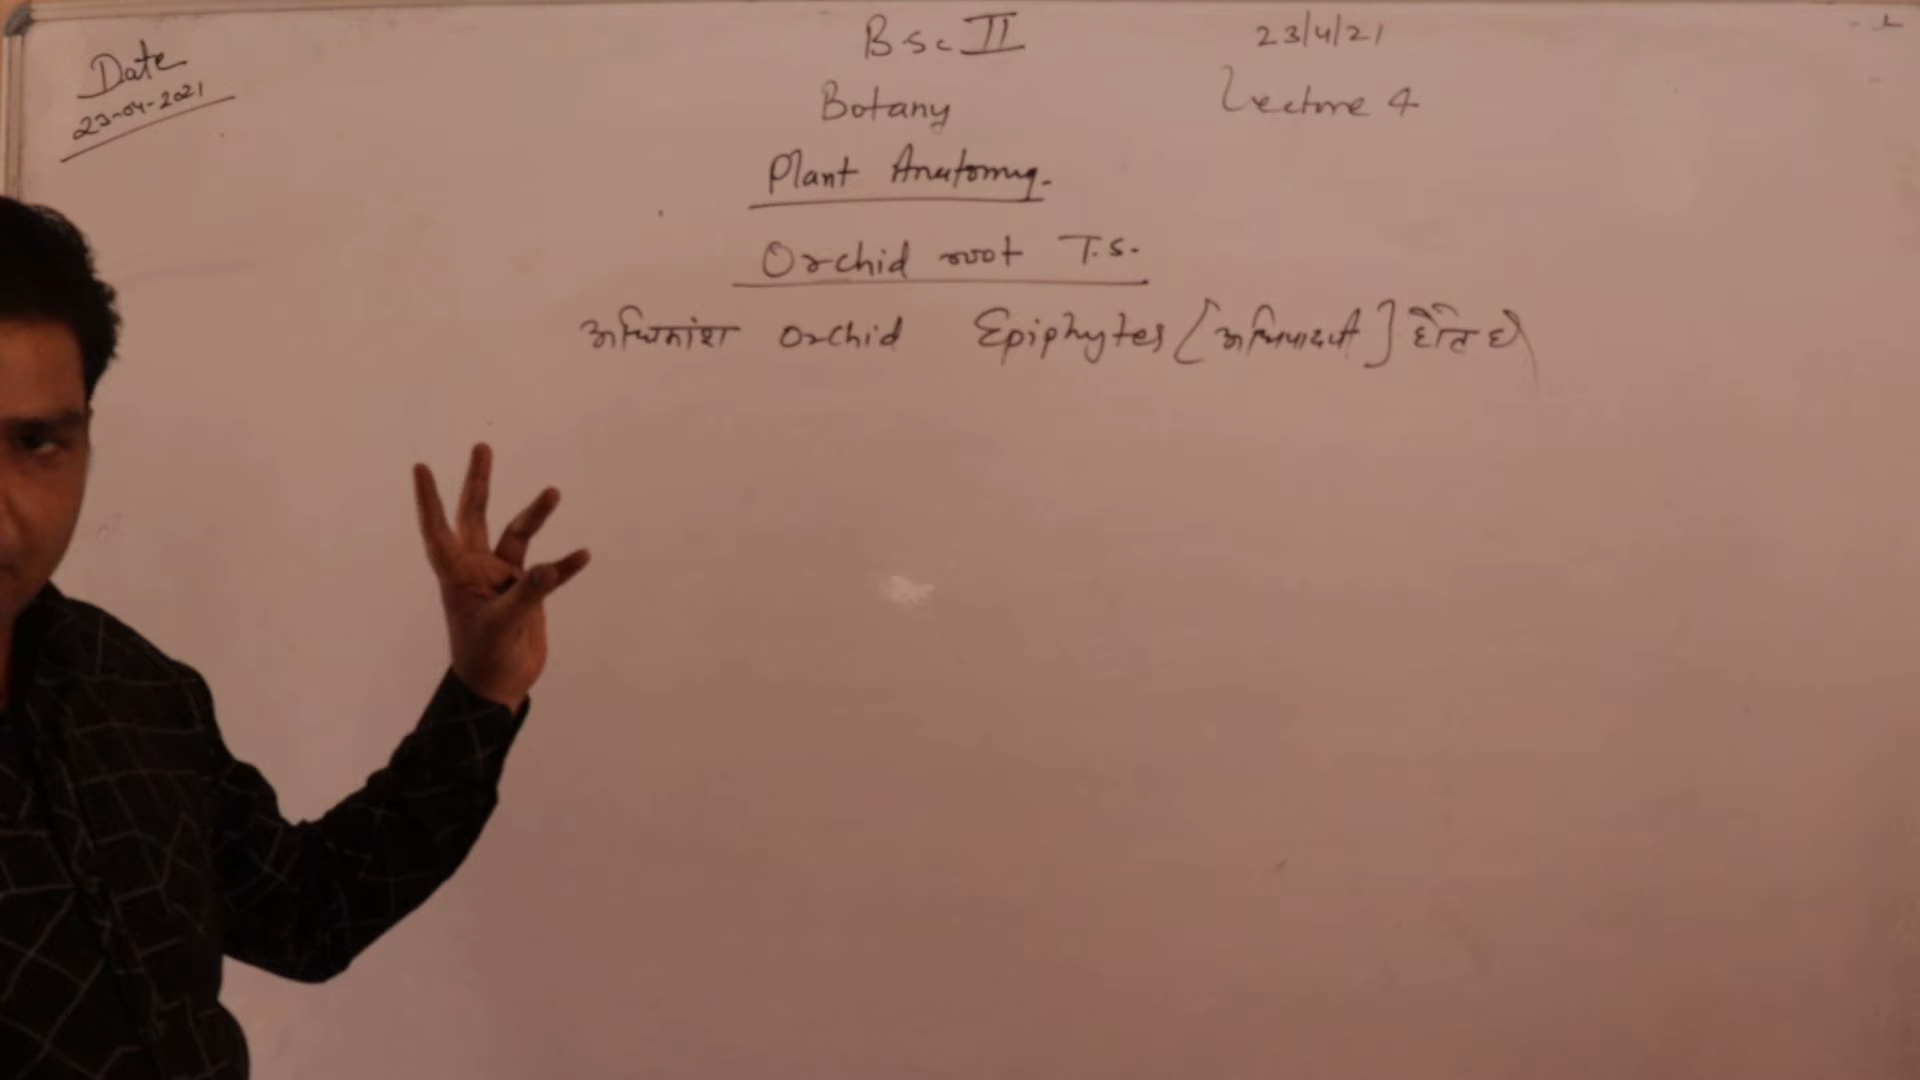 Date
23-04-2021
BSc II
23/4/21
Botany
Lecture 4
Plant Anatomy.
Orchid root T.S.
अधिकांश Orchid Epiphytes [अधिपादपी] होते है